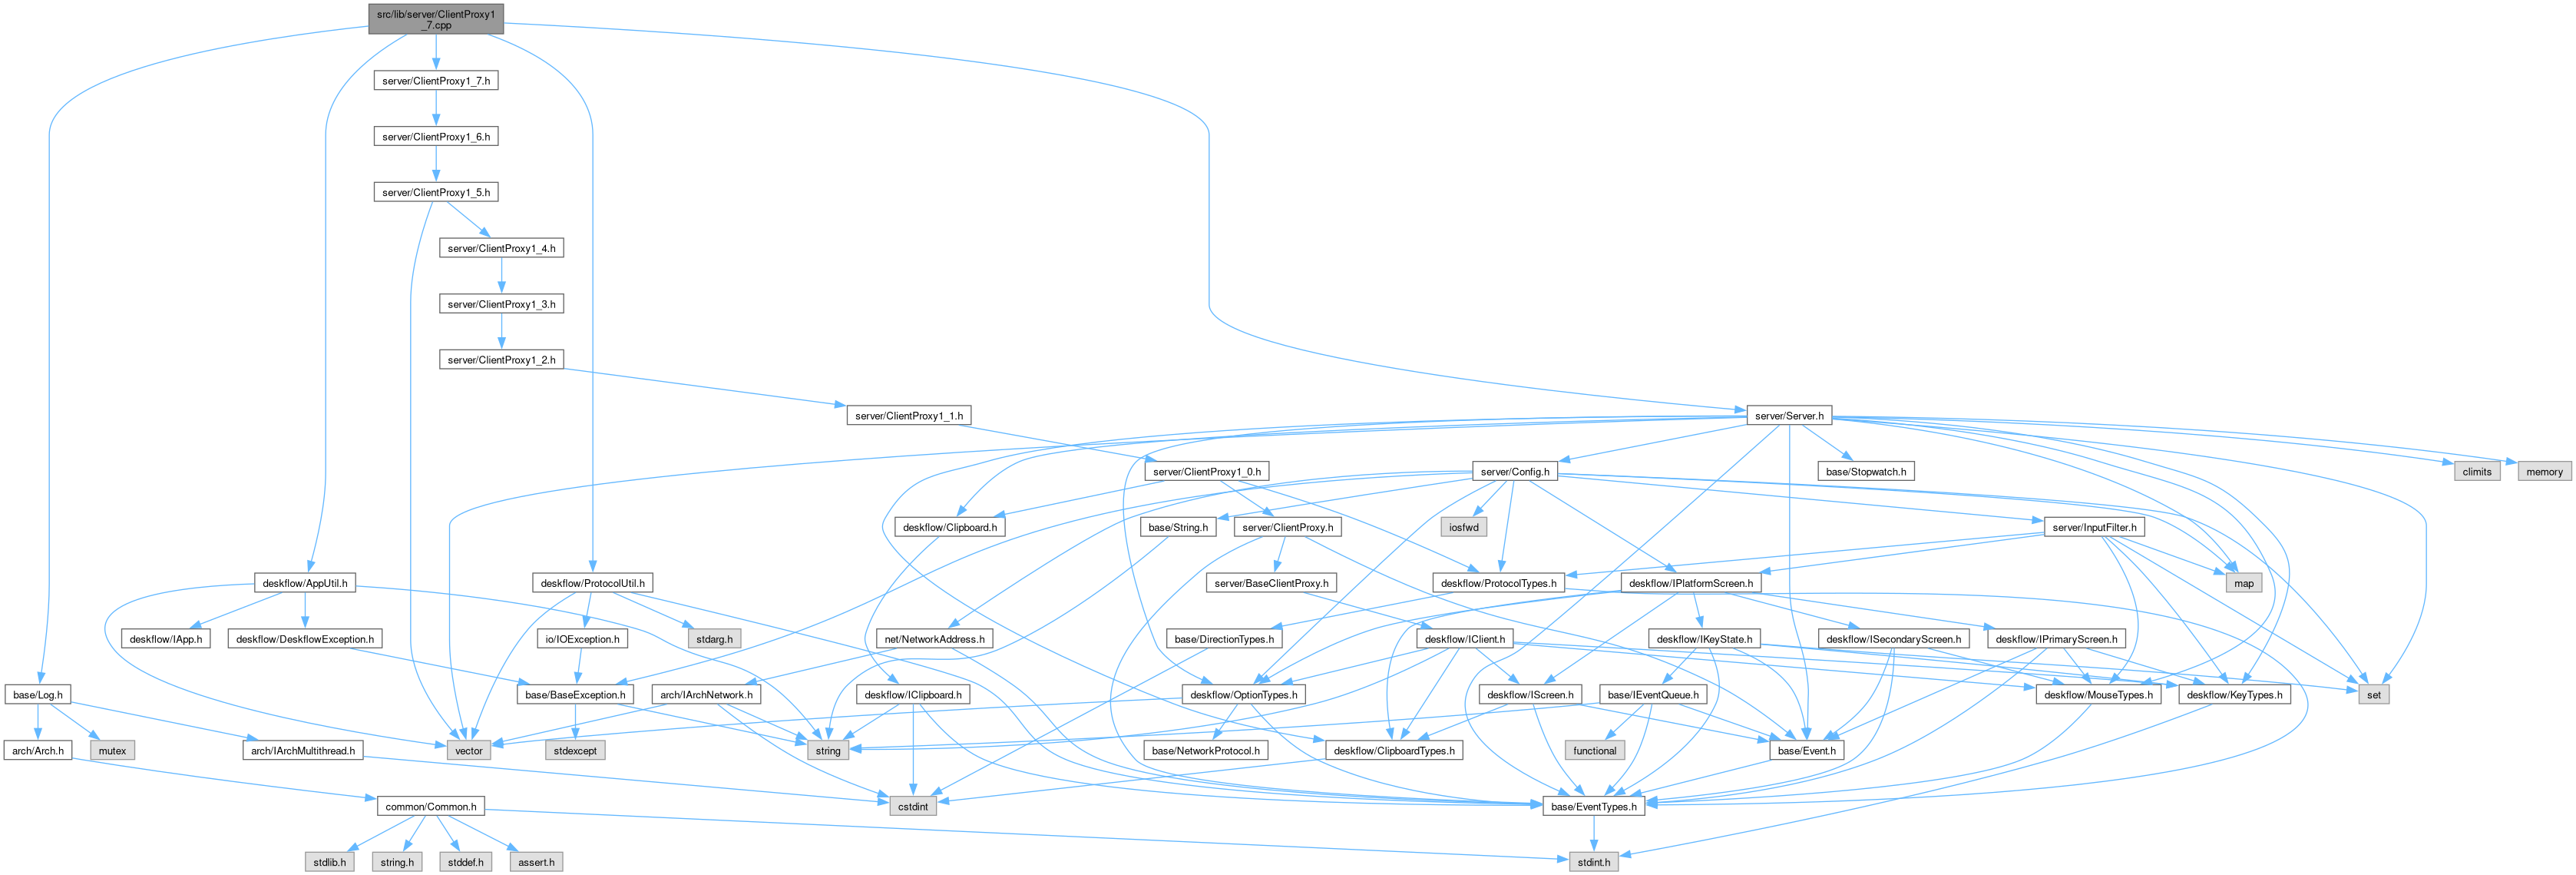 src/lib/server/ClientProxy1
_7.cpp
server/ClientProxy1_7.h
server/ClientProxy1_6.h
server/ClientProxy1_5.h
server/ClientProxy1_4.h
server/ClientProxy1_3.h
server/ClientProxy1_2.h
server/ClientProxy1_1.h
server/Server.h
server/ClientProxy1_0.h
server/Config.h
base/Stopwatch.h
climits
memory
deskflow/Clipboard.h
base/String.h
server/ClientProxy.h
iosfwd
server/InputFilter.h
deskflow/AppUtil.h
deskflow/ProtocolUtil.h
server/BaseClientProxy.h
deskflow/ProtocolTypes.h
deskflow/IPlatformScreen.h
map
deskflow/IApp.h
deskflow/DeskflowException.h
io/IOException.h
stdarg.h
net/NetworkAddress.h
base/DirectionTypes.h
deskflow/IClient.h
deskflow/IKeyState.h
deskflow/ISecondaryScreen.h
deskflow/IPrimaryScreen.h
base/Log.h
base/BaseException.h
arch/IArchNetwork.h
deskflow/IClipboard.h
deskflow/OptionTypes.h
deskflow/IScreen.h
base/IEventQueue.h
deskflow/MouseTypes.h
deskflow/KeyTypes.h
set
arch/Arch.h
mutex
arch/IArchMultithread.h
vector
stdexcept
string
base/NetworkProtocol.h
deskflow/ClipboardTypes.h
functional
base/Event.h
common/Common.h
cstdint
base/EventTypes.h
stdlib.h
string.h
stddef.h
assert.h
stdint.h